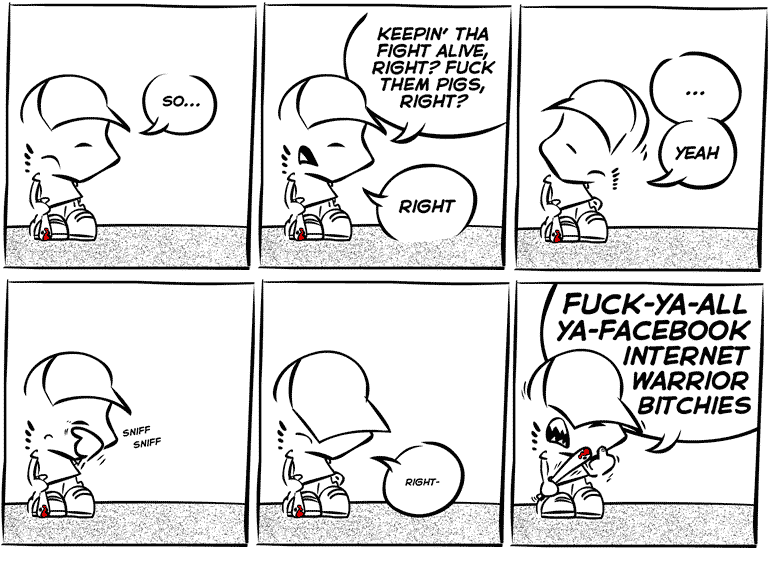 SO...
KEEPIN' THA
FIGHT ALIVE,
RIGHT? FUCK
THEM PIGS,
RIGHT?
RIGHT
...
YEAH
SNIFF
SNIFF
RIGHT-
FUCK-YA-ALL
YA-FACEBOOK
INTERNET
WARRIOR
BITCHIES